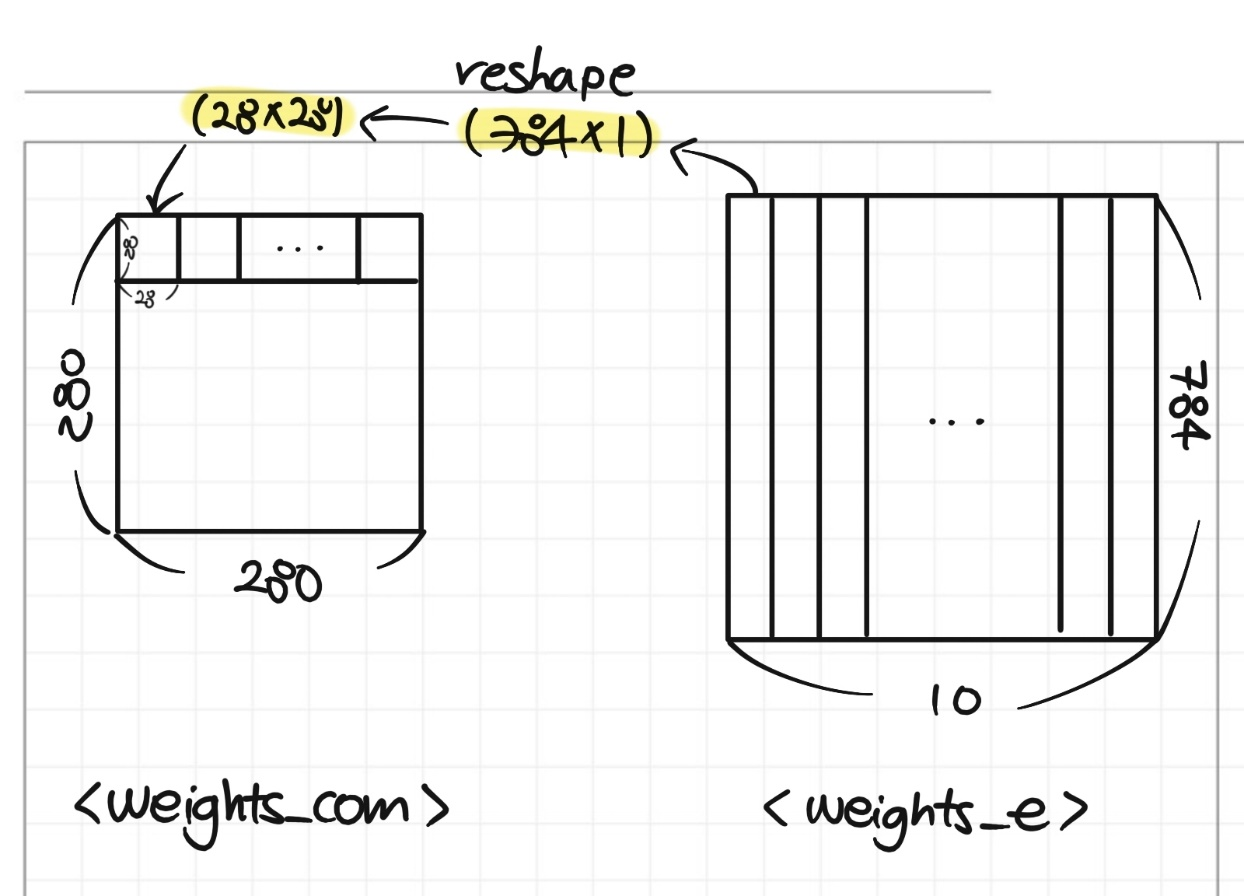 reshape
(28×28) ← (784×1)
28
...
28
280
280
...
784
10
<weights_com>
<weights_e>